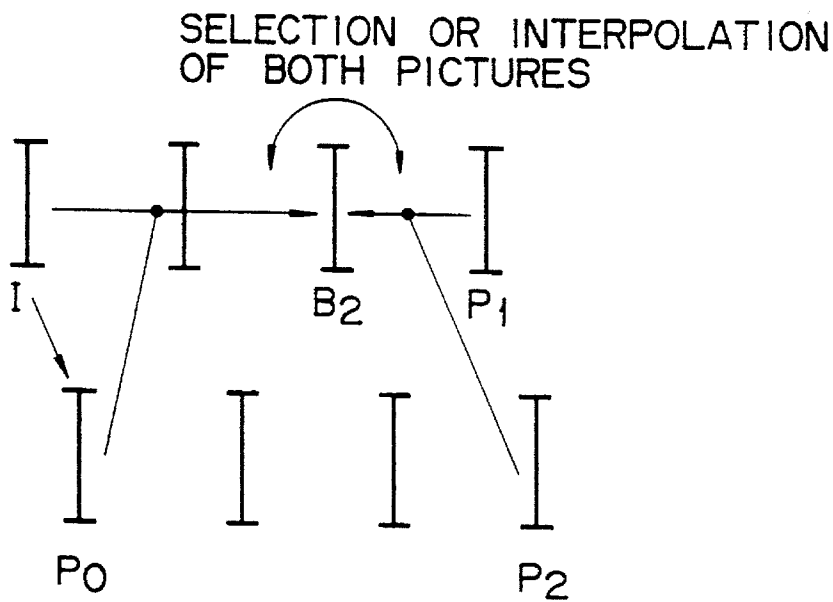 SELECTION OR INTERPOLATION
OF BOTH PICTURES
I B2 P1
P0 P2